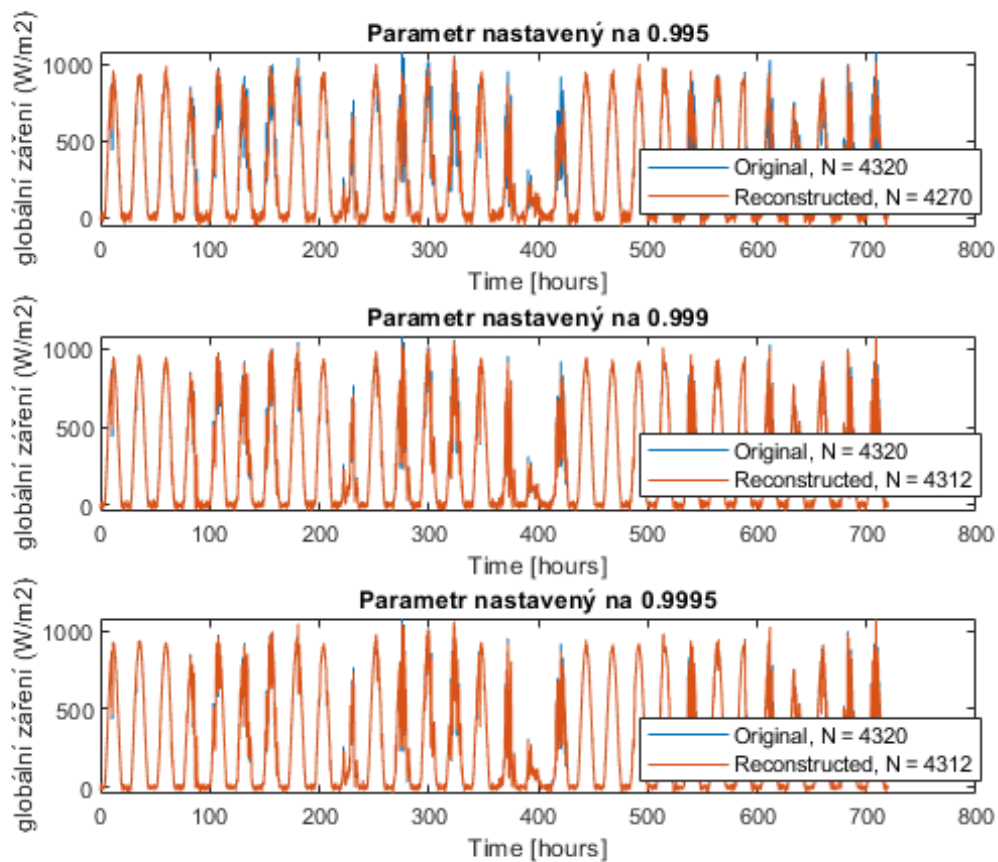 Parametr nastavený na 0.995
globální záření (W/m2)
1000
500
0
0 100 200 300 400 500 600 700 800
Time [hours]
Original, N = 4320
Reconstructed, N = 4270
Parametr nastavený na 0.999
globální záření (W/m2)
1000
500
0
0 100 200 300 400 500 600 700 800
Time [hours]
Original, N = 4320
Reconstructed, N = 4312
Parametr nastavený na 0.9995
globální záření (W/m2)
1000
500
0
0 100 200 300 400 500 600 700 800
Time [hours]
Original, N = 4320
Reconstructed, N = 4312